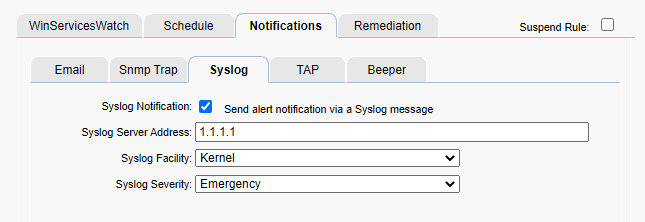 WinServicesWatch Schedule Notifications Remediation Suspend Rule:
Email Snmp Trap Syslog TAP Beeper
Syslog Notification: Send alert notification via a Syslog message
Syslog Server Address: 1.1.1.1
Syslog Facility: Kernel
Syslog Severity: Emergency